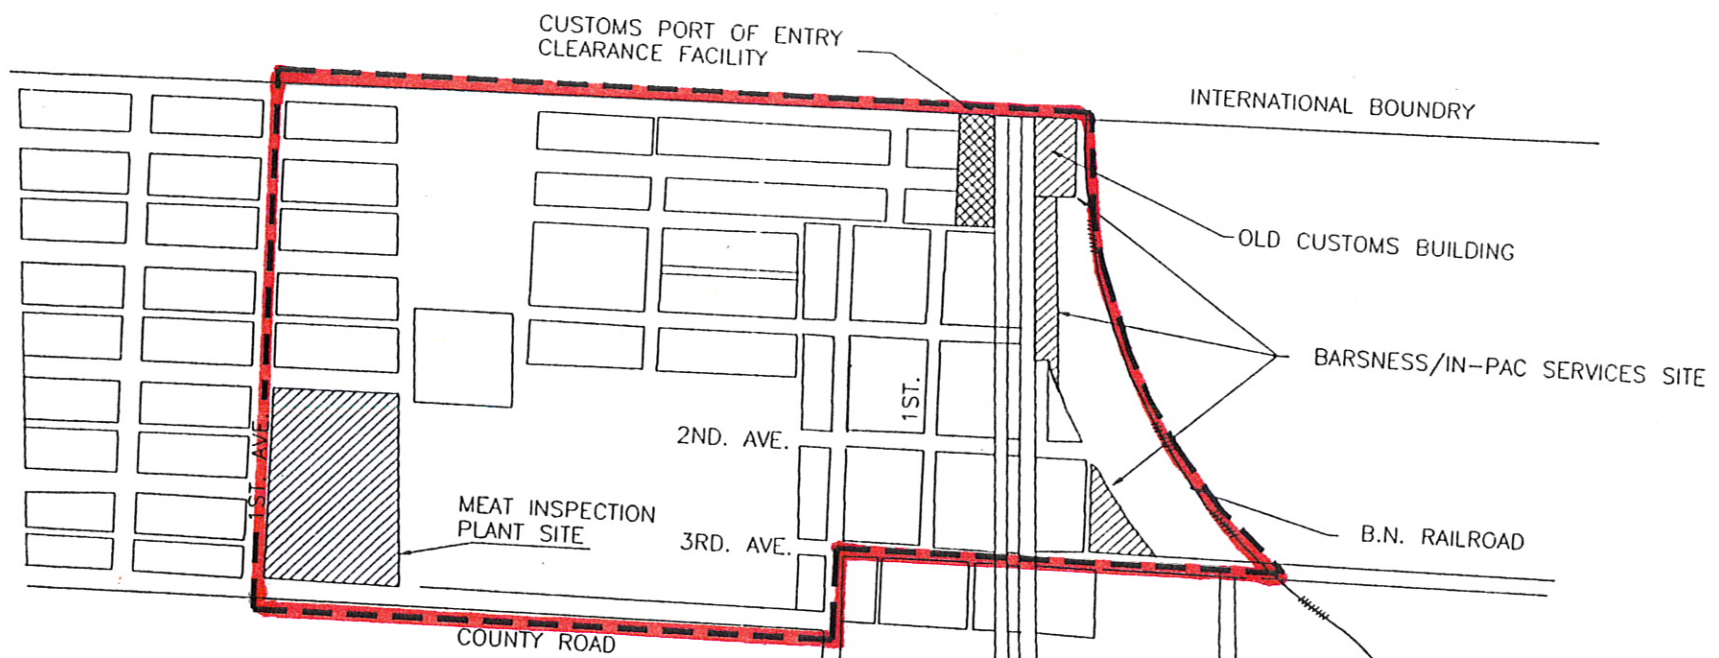 CUSTOMS PORT OF ENTRY
CLEARANCE FACILITY
INTERNATIONAL BOUNDRY
OLD CUSTOMS BUILDING
BARSNESS/IN-PAC SERVICES SITE
1ST.
2ND. AVE.
1ST. AVE.
MEAT INSPECTION
PLANT SITE
3RD. AVE.
B.N. RAILROAD
COUNTY ROAD